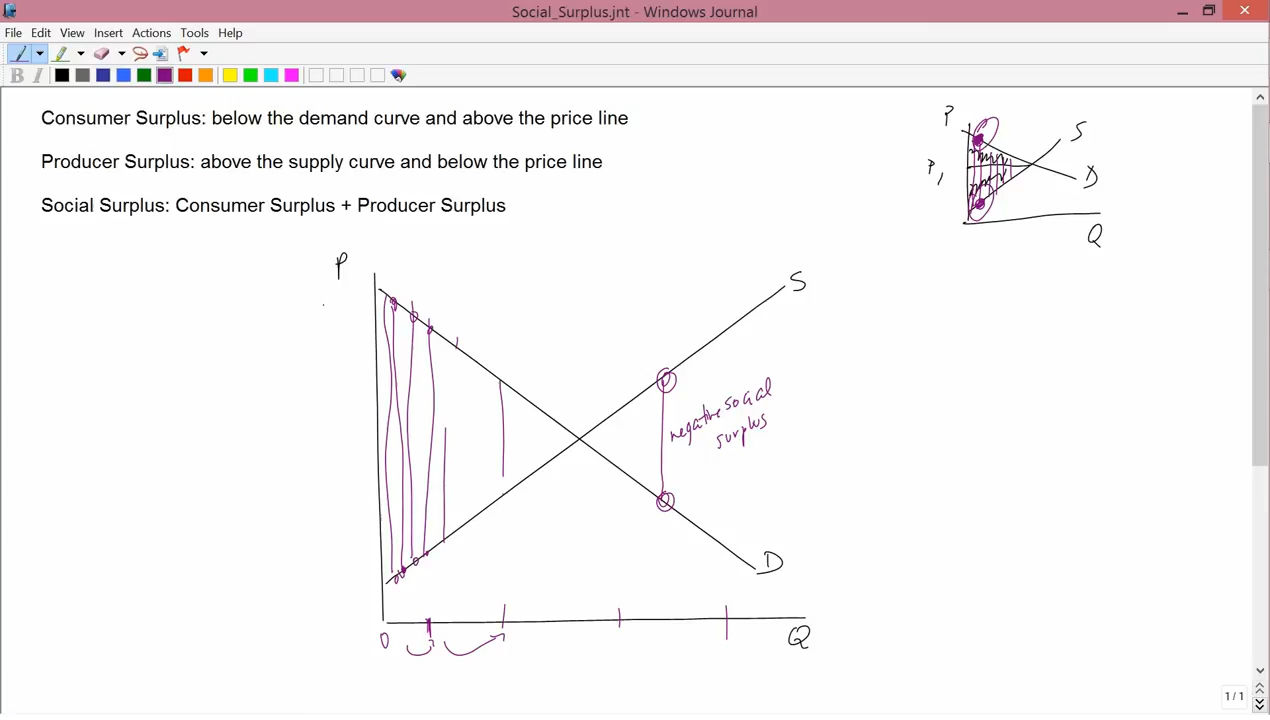 Social_Surplus.jnt - Windows Journal
File Edit View Insert Actions Tools Help
B I
Consumer Surplus: below the demand curve and above the price line
Producer Surplus: above the supply curve and below the price line
Social Surplus: Consumer Surplus + Producer Surplus
P
S
P1
D
Q
P
S
negative social
surplus
D
0
Q
1 / 1